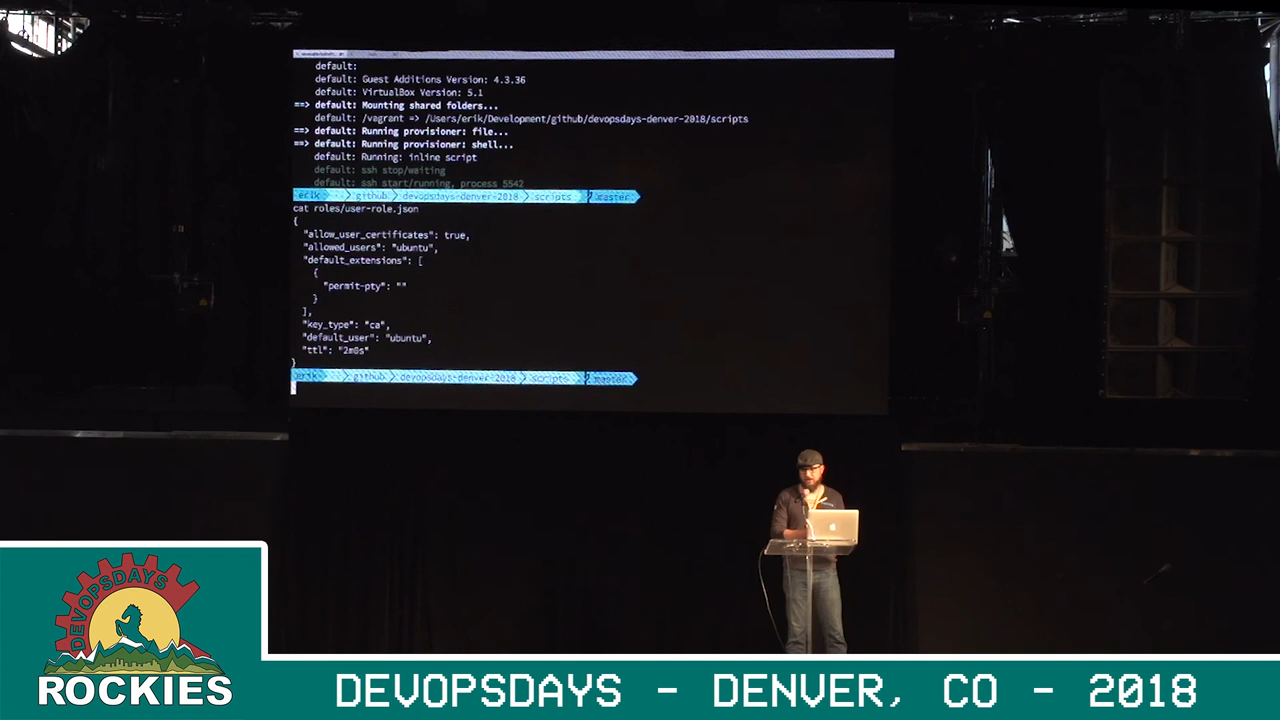 default:
default: Guest Additions Version: 4.3.36
default: VirtualBox Version: 5.1
==> default: Mounting shared folders...
default: /vagrant => /Users/erik/Development/github/devopsdays-denver-2018/scripts
==> default: Running provisioner: file...
==> default: Running provisioner: shell...
default: Running: inline script
default: ssh stop/waiting
default: ssh start/running, process 5542
erik github devopsdays-denver-2018 scripts master
cat roles/user-role.json
{
"allow_user_certificates": true,
"allowed_users": "ubuntu",
"default_extensions": [
{
"permit-pty": ""
}
],
"key_type": "ca",
"default_user": "ubuntu",
"ttl": "2m0s"
}
erik github devopsdays-denver-2018 scripts master
DEVOPSDAYS
ROCKIES
DEVOPSDAYS - DENVER, CO - 2018